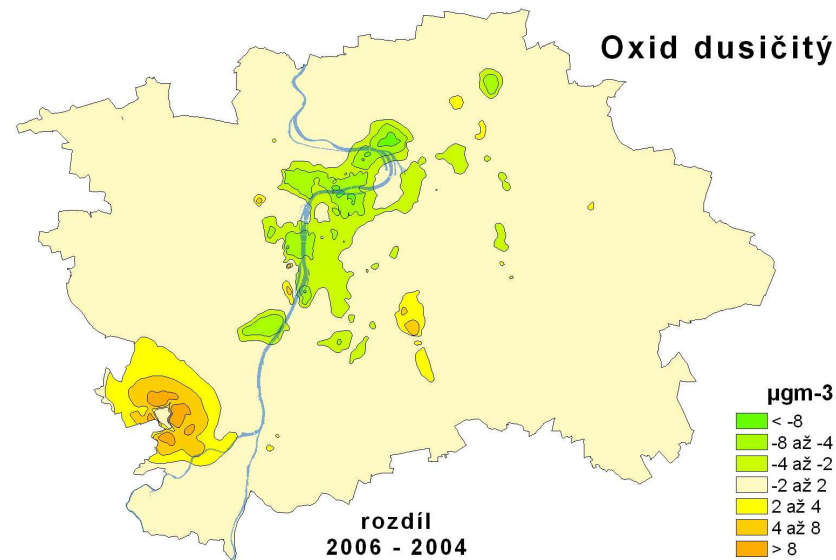 Oxid dusičitý
µgm-3
< -8
-8 až -4
-4 až -2
-2 až 2
2 až 4
4 až 8
> 8
rozdíl
2006 - 2004